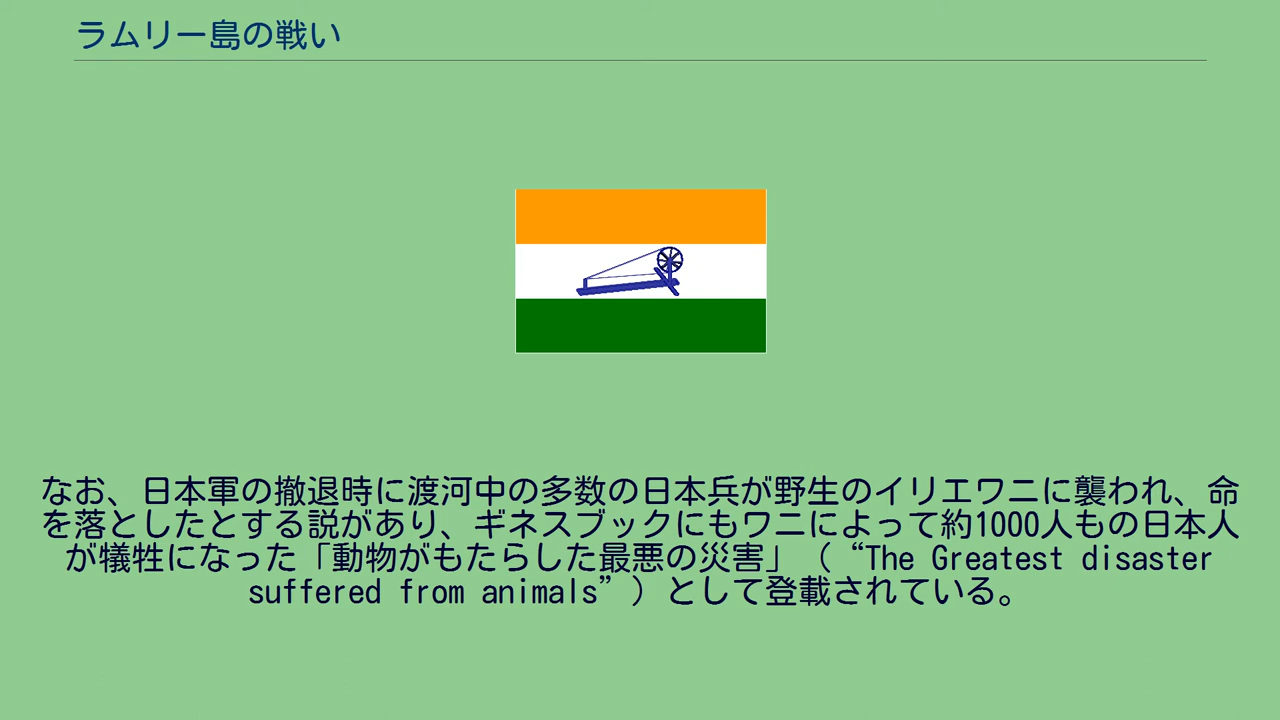 ラムリー島の戦い
なお、日本軍の撤退時に渡河中の多数の日本兵が野生のイリエワニに襲われ、命
を落としたとする説があり、ギネスブックにもワニによって約1000人もの日本人
が犠牲になった「動物がもたらした最悪の災害」（“The Greatest disaster
suffered from animals”）として登載されている。